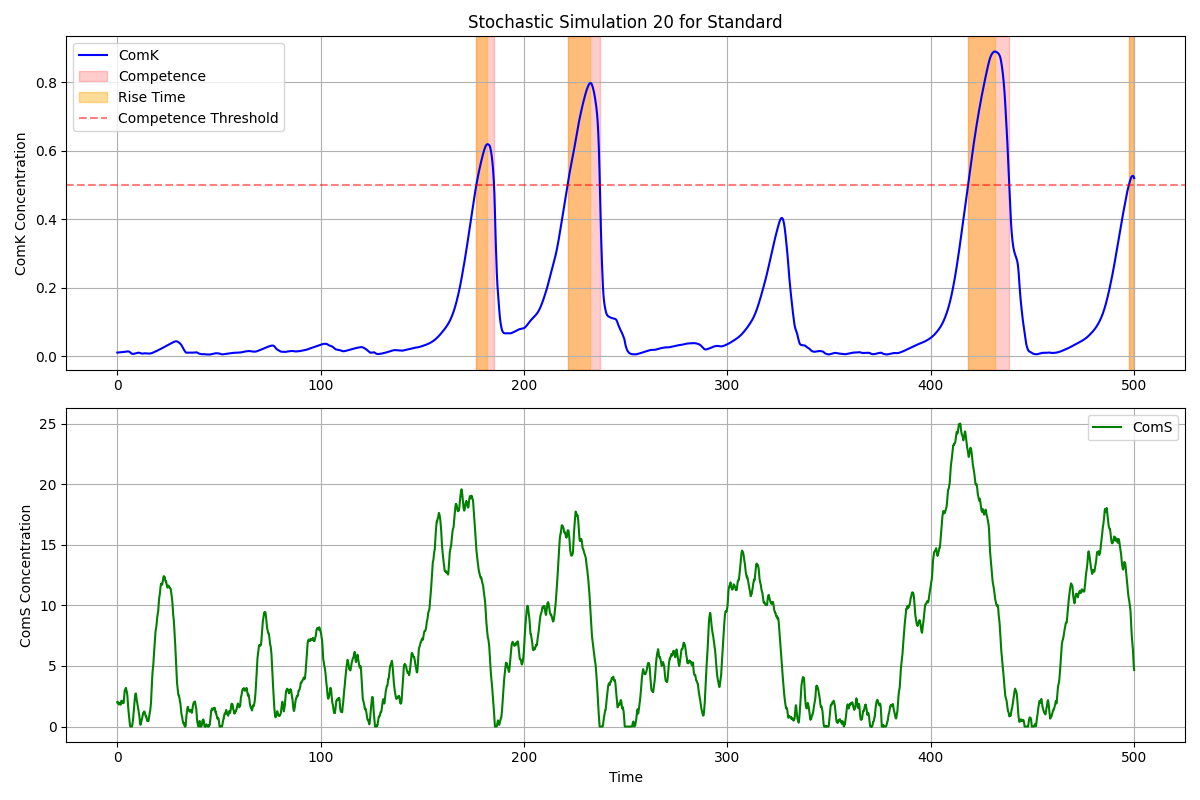 Stochastic Simulation 20 for Standard
ComK
Competence
Rise Time
Competence Threshold
ComK Concentration
0.8
0.6
0.4
0.2
0.0
0 100 200 300 400 500
ComS
ComS Concentration
25
20
15
10
5
0
0 100 200 300 400 500
Time